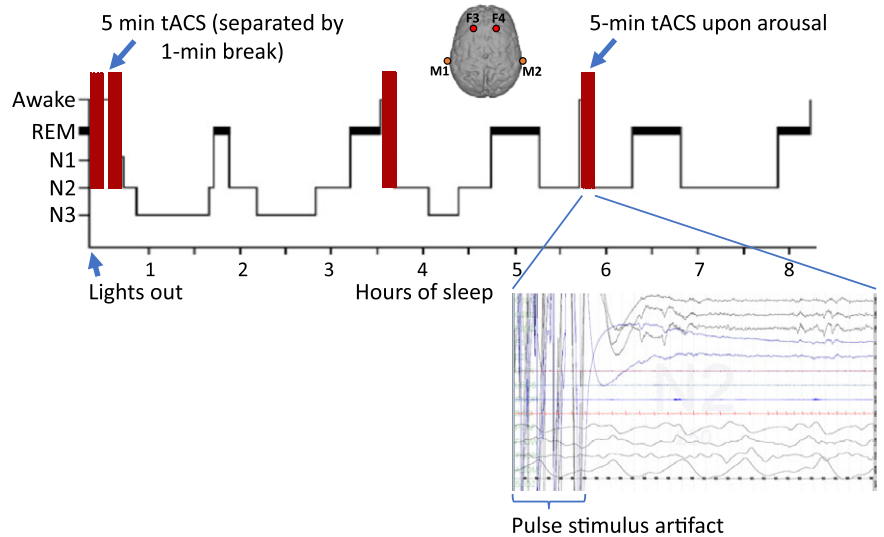 5 min tACS (separated by
1-min break)
F3 F4
M1 M2
5-min tACS upon arousal
Awake
REM
N1
N2
N3
1 2 3 4 5 6 7 8
Lights out
Hours of sleep
N2
Pulse stimulus artifact